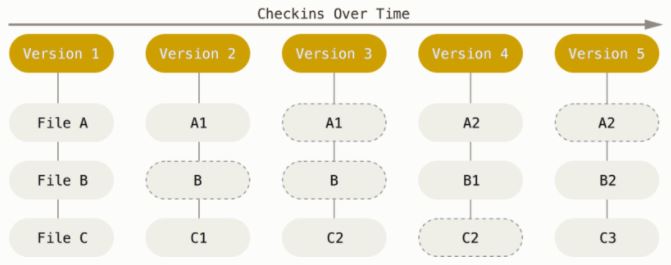 Checkins Over Time
Version 1 Version 2 Version 3 Version 4 Version 5
File A A1 A1 A2 A2
File B B B B1 B2
File C C1 C2 C2 C3